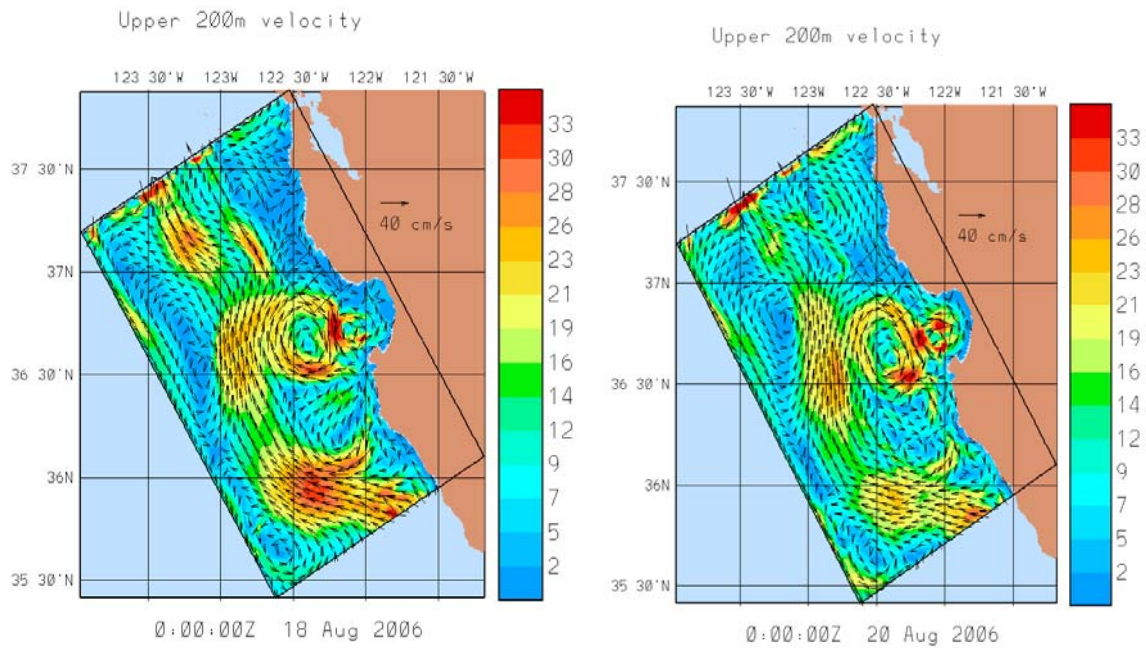 Upper 200m velocity
123 30'W 123W 122 30'W 122W 121 30'W
37 30'N
37N
36 30'N
36N
35 30'N
40 cm/s
33
30
28
26
23
21
19
16
14
12
9
7
5
2
0:00:00Z 18 Aug 2006
Upper 200m velocity
123 30'W 123W 122 30'W 122W 121 30'W
37 30'N
37N
36 30'N
36N
35 30'N
40 cm/s
33
30
28
26
23
21
19
16
14
12
9
7
5
2
0:00:00Z 20 Aug 2006